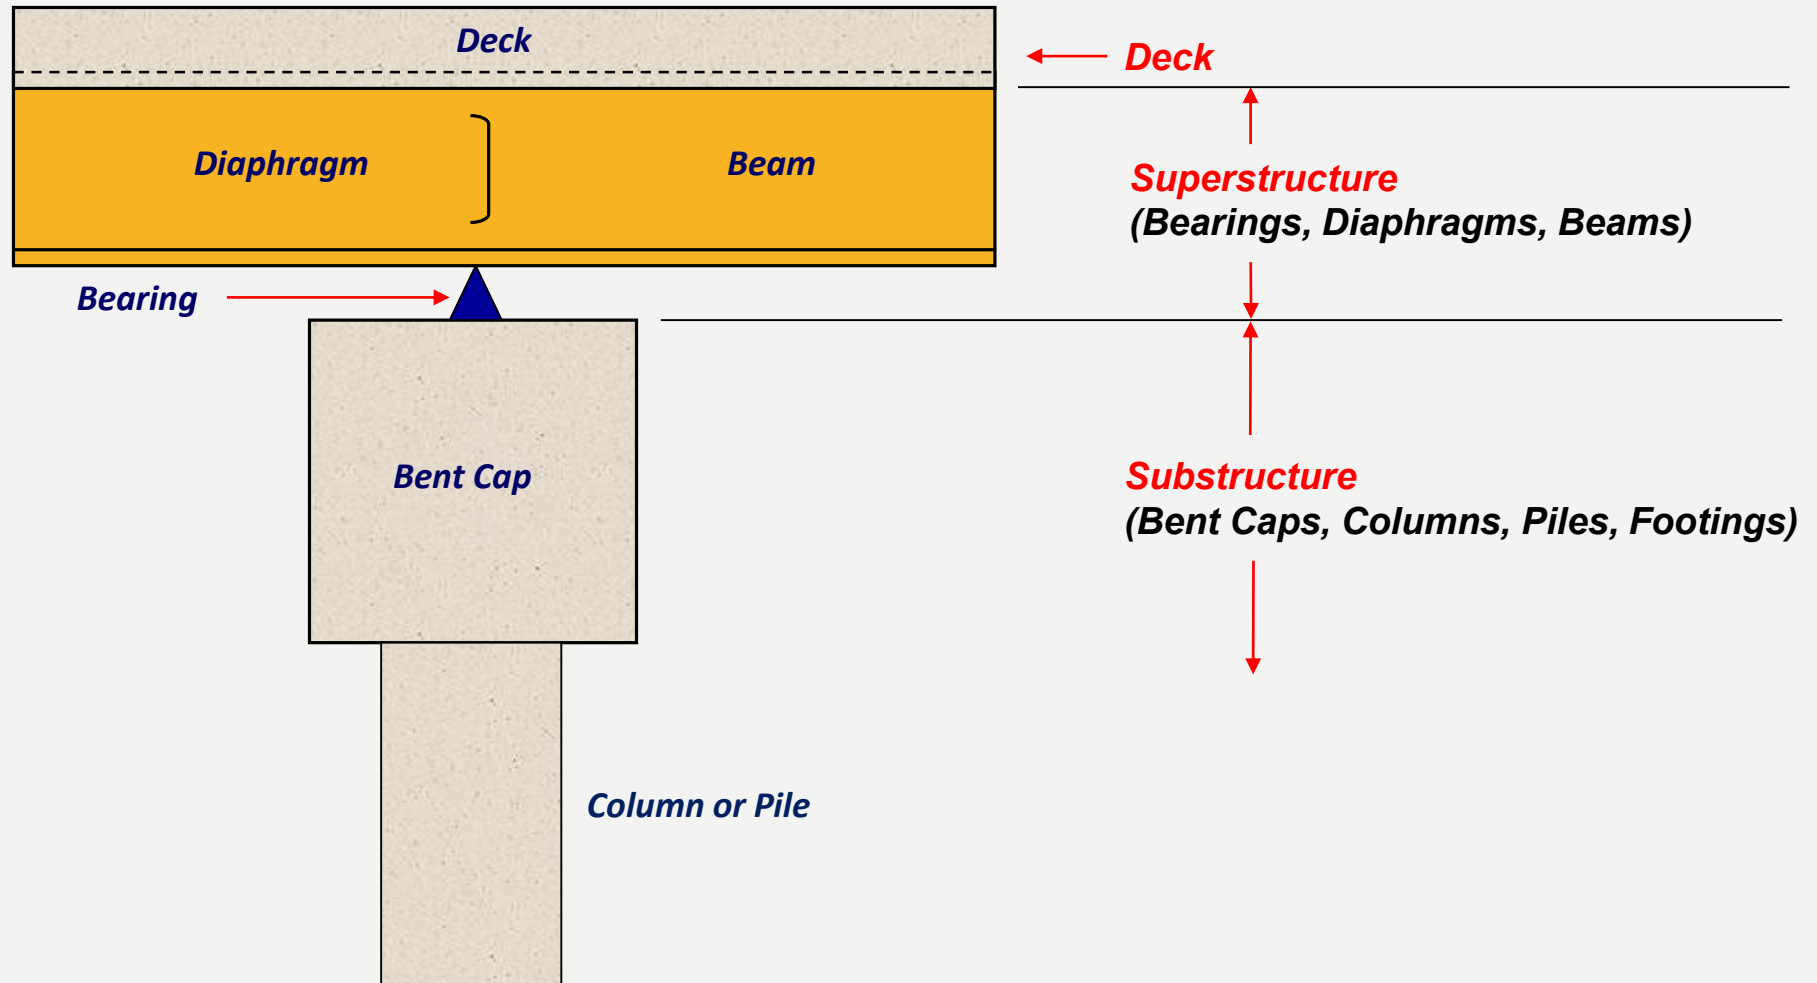 Deck
Deck
Diaphragm
Beam
Superstructure
(Bearings, Diaphragms, Beams)
Bearing
Bent Cap
Substructure
(Bent Caps, Columns, Piles, Footings)
Column or Pile